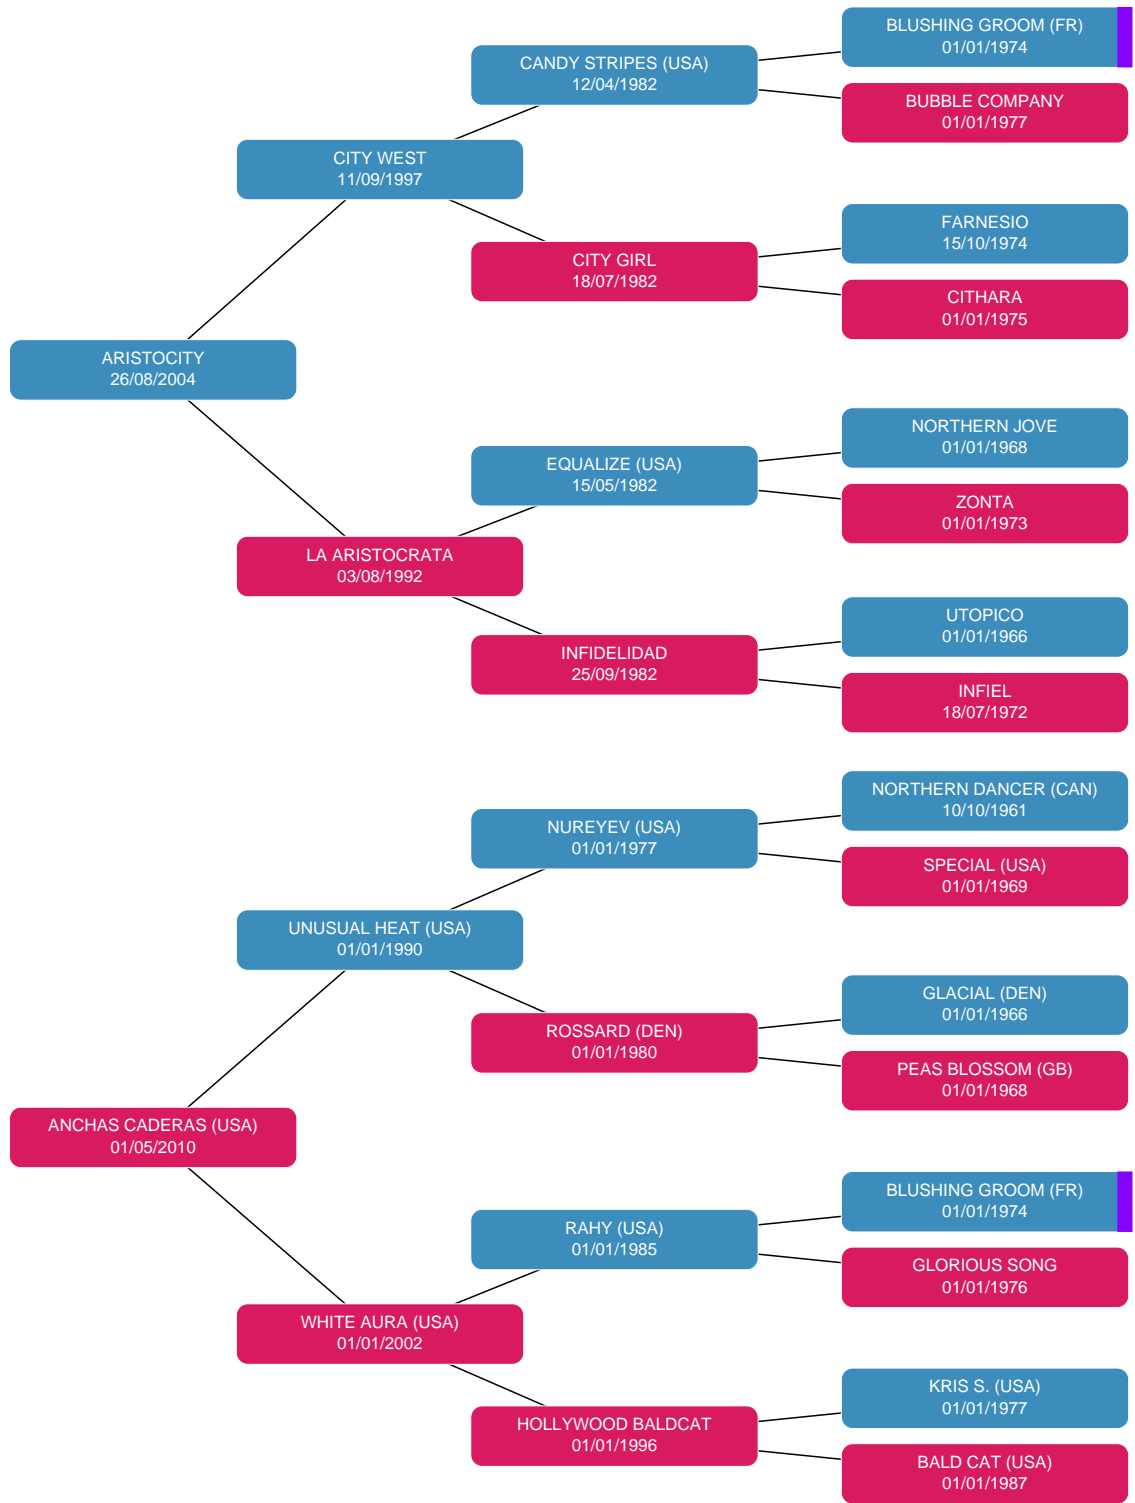 BLUSHING GROOM (FR)
01/01/1974
CANDY STRIPES (USA)
12/04/1982
BUBBLE COMPANY
01/01/1977
CITY WEST
11/09/1997
FARNESIO
15/10/1974
CITY GIRL
18/07/1982
CITHARA
01/01/1975
ARISTOCITY
26/08/2004
NORTHERN JOVE
01/01/1968
EQUALIZE (USA)
15/05/1982
ZONTA
01/01/1973
LA ARISTOCRATA
03/08/1992
UTOPICO
01/01/1966
INFIDELIDAD
25/09/1982
INFIEL
18/07/1972
NORTHERN DANCER (CAN)
10/10/1961
NUREYEV (USA)
01/01/1977
SPECIAL (USA)
01/01/1969
UNUSUAL HEAT (USA)
01/01/1990
GLACIAL (DEN)
01/01/1966
ROSSARD (DEN)
01/01/1980
PEAS BLOSSOM (GB)
01/01/1968
ANCHAS CADERAS (USA)
01/05/2010
BLUSHING GROOM (FR)
01/01/1974
RAHY (USA)
01/01/1985
GLORIOUS SONG
01/01/1976
WHITE AURA (USA)
01/01/2002
KRIS S. (USA)
01/01/1977
HOLLYWOOD BALDCAT
01/01/1996
BALD CAT (USA)
01/01/1987